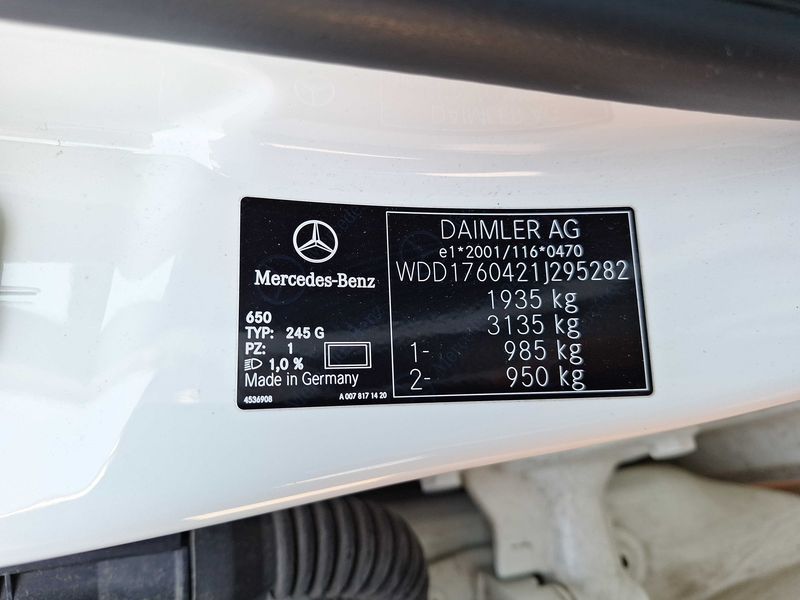 Mercedes-Benz
650
TYP: 245 G
PZ: 1
1,0 %
Made in Germany
4536908
A 007 817 14 20
DAIMLER AG
e1*2001/116*0470
WDD1760421J295282
1935 kg
3135 kg
1- 985 kg
2- 950 kg